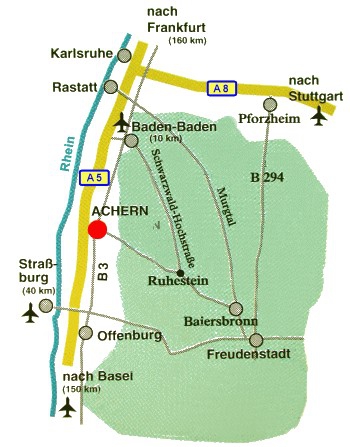 nach
Frankfurt
(160 km)
Karlsruhe
Rastatt
A 8
nach
Stuttgart
Pforzheim
Baden-Baden
(10 km)
Rhein
Schwarzwald-Hochstraße
Murgtal
B 294
A 5
ACHERN
B 3
Ruhestein
Straß-
burg
(40 km)
Baiersbronn
Offenburg
Freudenstadt
nach Basel
(150 km)